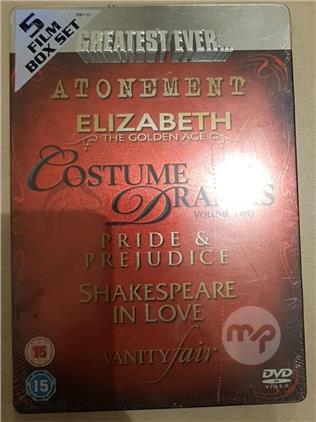 5
FILM
BOX SET
GREATEST EVER...
ATONEMENT
ELIZABETH
THE GOLDEN AGE
COSTUME
DRAMAS
VOLUME TWO
PRIDE &
PREJUDICE
SHAKESPEARE
IN LOVE
VANITY fair
15
15
mp
DVD
VIDEO